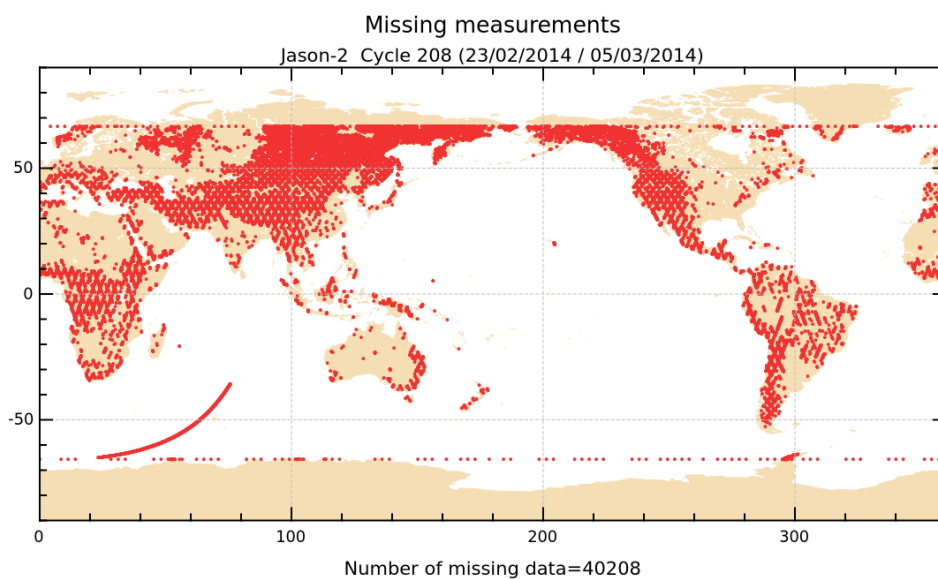 Missing measurements
Jason-2 Cycle 208 (23/02/2014 / 05/03/2014)
50
0
-50
0 100 200 300
Number of missing data=40208